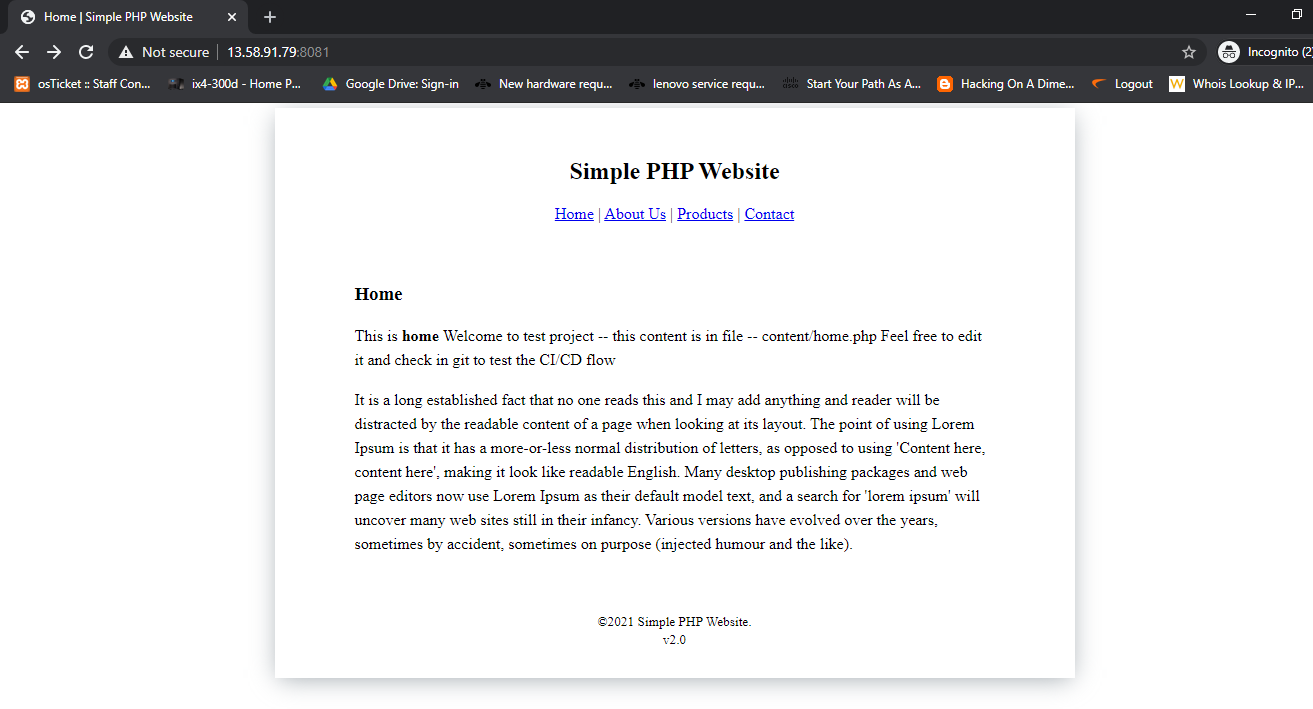 Home | Simple PHP Website
Not secure | 13.58.91.79:8081
Incognito (2)
osTicket :: Staff Con... ix4-300d - Home P... Google Drive: Sign-in New hardware requ... lenovo service requ... Start Your Path As A... Hacking On A Dime... Logout Whois Lookup & IP...
Simple PHP Website
Home | About Us | Products | Contact
Home
This is home Welcome to test project -- this content is in file -- content/home.php Feel free to edit
it and check in git to test the CI/CD flow
It is a long established fact that no one reads this and I may add anything and reader will be
distracted by the readable content of a page when looking at its layout. The point of using Lorem
Ipsum is that it has a more-or-less normal distribution of letters, as opposed to using 'Content here,
content here', making it look like readable English. Many desktop publishing packages and web
page editors now use Lorem Ipsum as their default model text, and a search for 'lorem ipsum' will
uncover many web sites still in their infancy. Various versions have evolved over the years,
sometimes by accident, sometimes on purpose (injected humour and the like).
©2021 Simple PHP Website.
v2.0